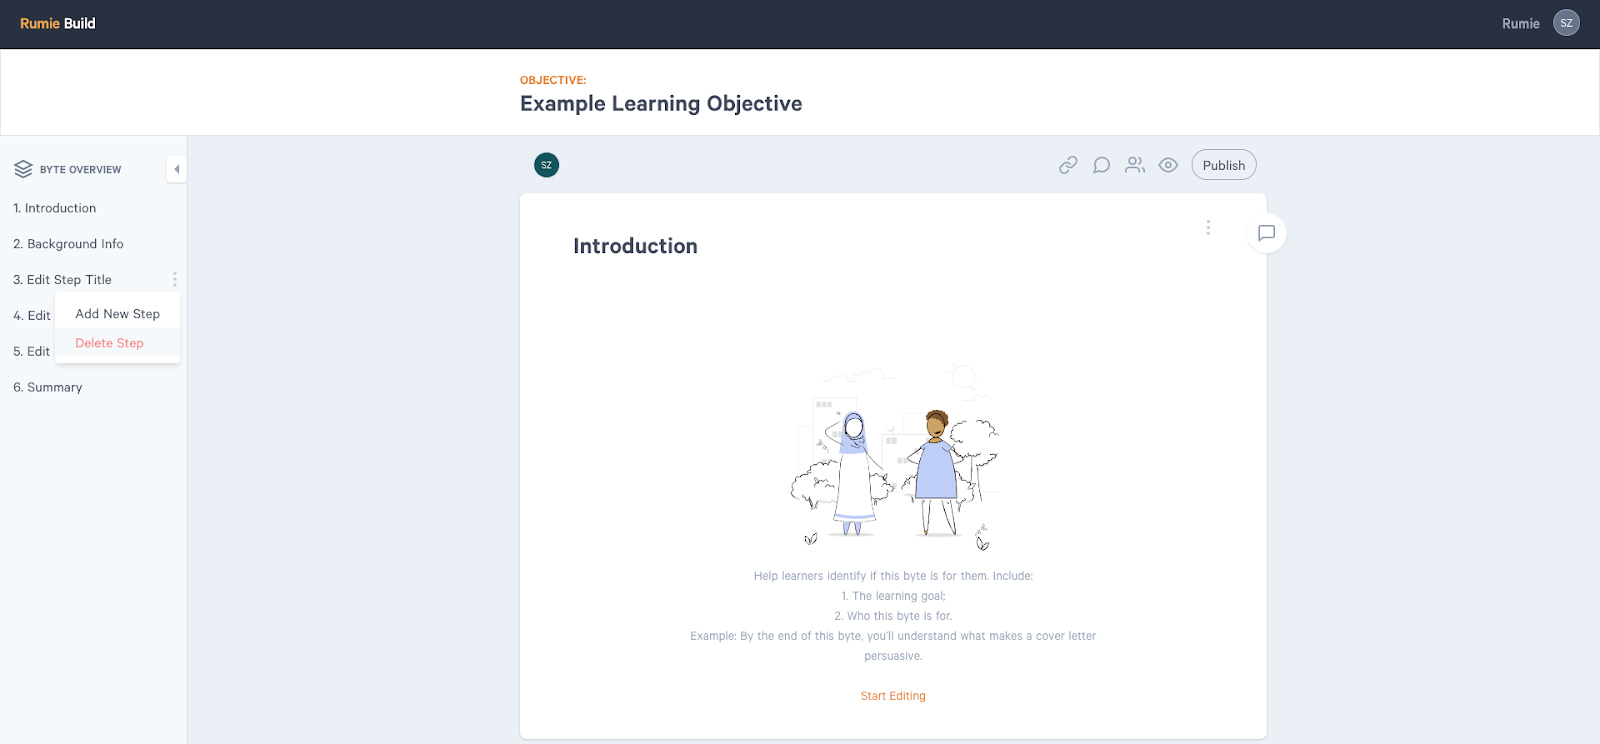 Rumie Build
Rumie
SZ
OBJECTIVE:
Example Learning Objective
BYTE OVERVIEW
1. Introduction
2. Background Info
3. Edit Step Title
4. Edit
5. Edit
6. Summary
Add New Step
Delete Step
SZ
Publish
Introduction
Help learners identify if this byte is for them. Include:
1. The learning goal;
2. Who this byte is for.
Example: By the end of this byte, you'll understand what makes a cover letter
persuasive.
Start Editing